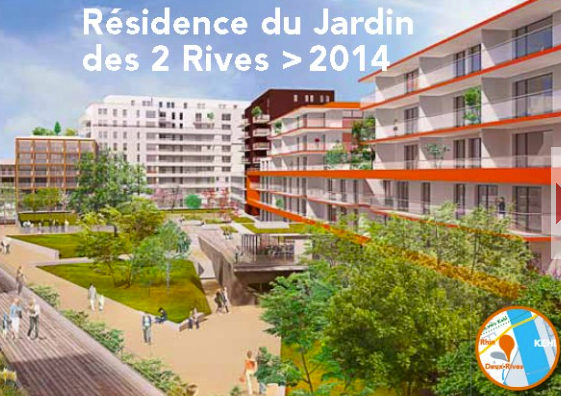 Résidence du Jardin
des 2 Rives > 2014
Rhin
KEHL
Deux-Rives